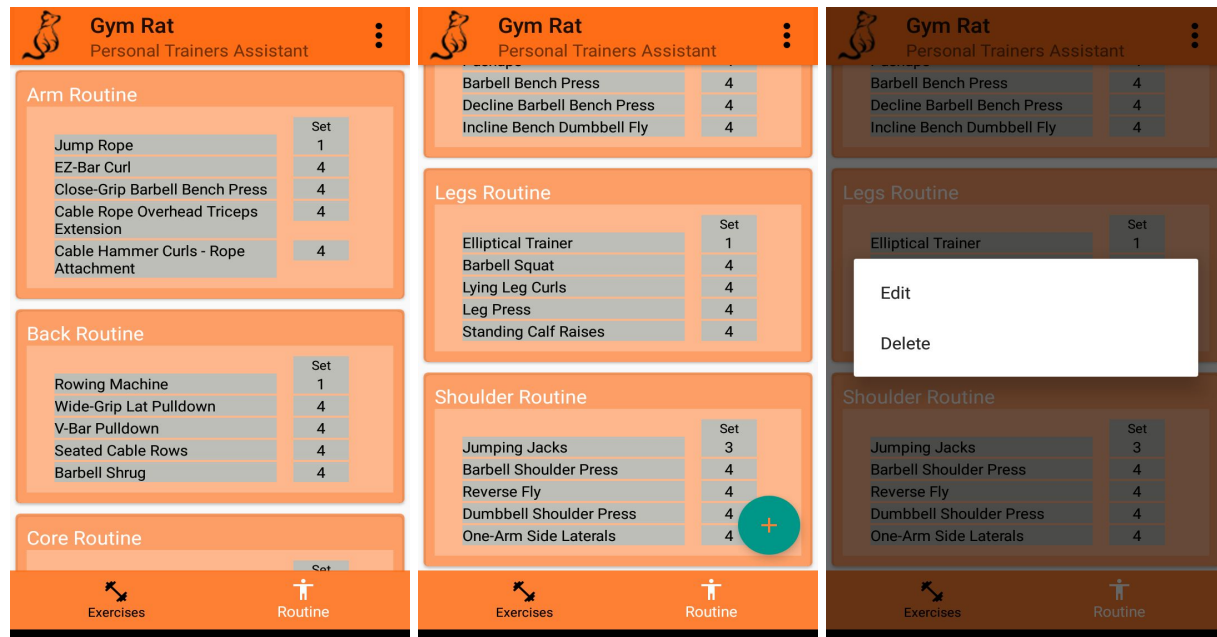 Gym Rat
Personal Trainers Assistant
Arm Routine
Set
Jump Rope 1
EZ-Bar Curl 4
Close-Grip Barbell Bench Press 4
Cable Rope Overhead Triceps 4
Extension
Cable Hammer Curls - Rope 4
Attachment
Back Routine
Set
Rowing Machine 1
Wide-Grip Lat Pulldown 4
V-Bar Pulldown 4
Seated Cable Rows 4
Barbell Shrug 4
Core Routine
Set
Exercises Routine
Gym Rat
Personal Trainers Assistant
Barbell Bench Press 4
Decline Barbell Bench Press 4
Incline Bench Dumbbell Fly 4
Legs Routine
Set
Elliptical Trainer 1
Barbell Squat 4
Lying Leg Curls 4
Leg Press 4
Standing Calf Raises 4
Shoulder Routine
Set
Jumping Jacks 3
Barbell Shoulder Press 4
Reverse Fly 4
Dumbbell Shoulder Press 4
One-Arm Side Laterals 4
+
Exercises Routine
Gym Rat
Personal Trainers Assistant
Barbell Bench Press 4
Decline Barbell Bench Press 4
Incline Bench Dumbbell Fly 4
Legs Routine
Set
Elliptical Trainer 1
Edit
Delete
Shoulder Routine
Set
Jumping Jacks 3
Barbell Shoulder Press 4
Reverse Fly 4
Dumbbell Shoulder Press 4
One-Arm Side Laterals 4
Exercises Routine